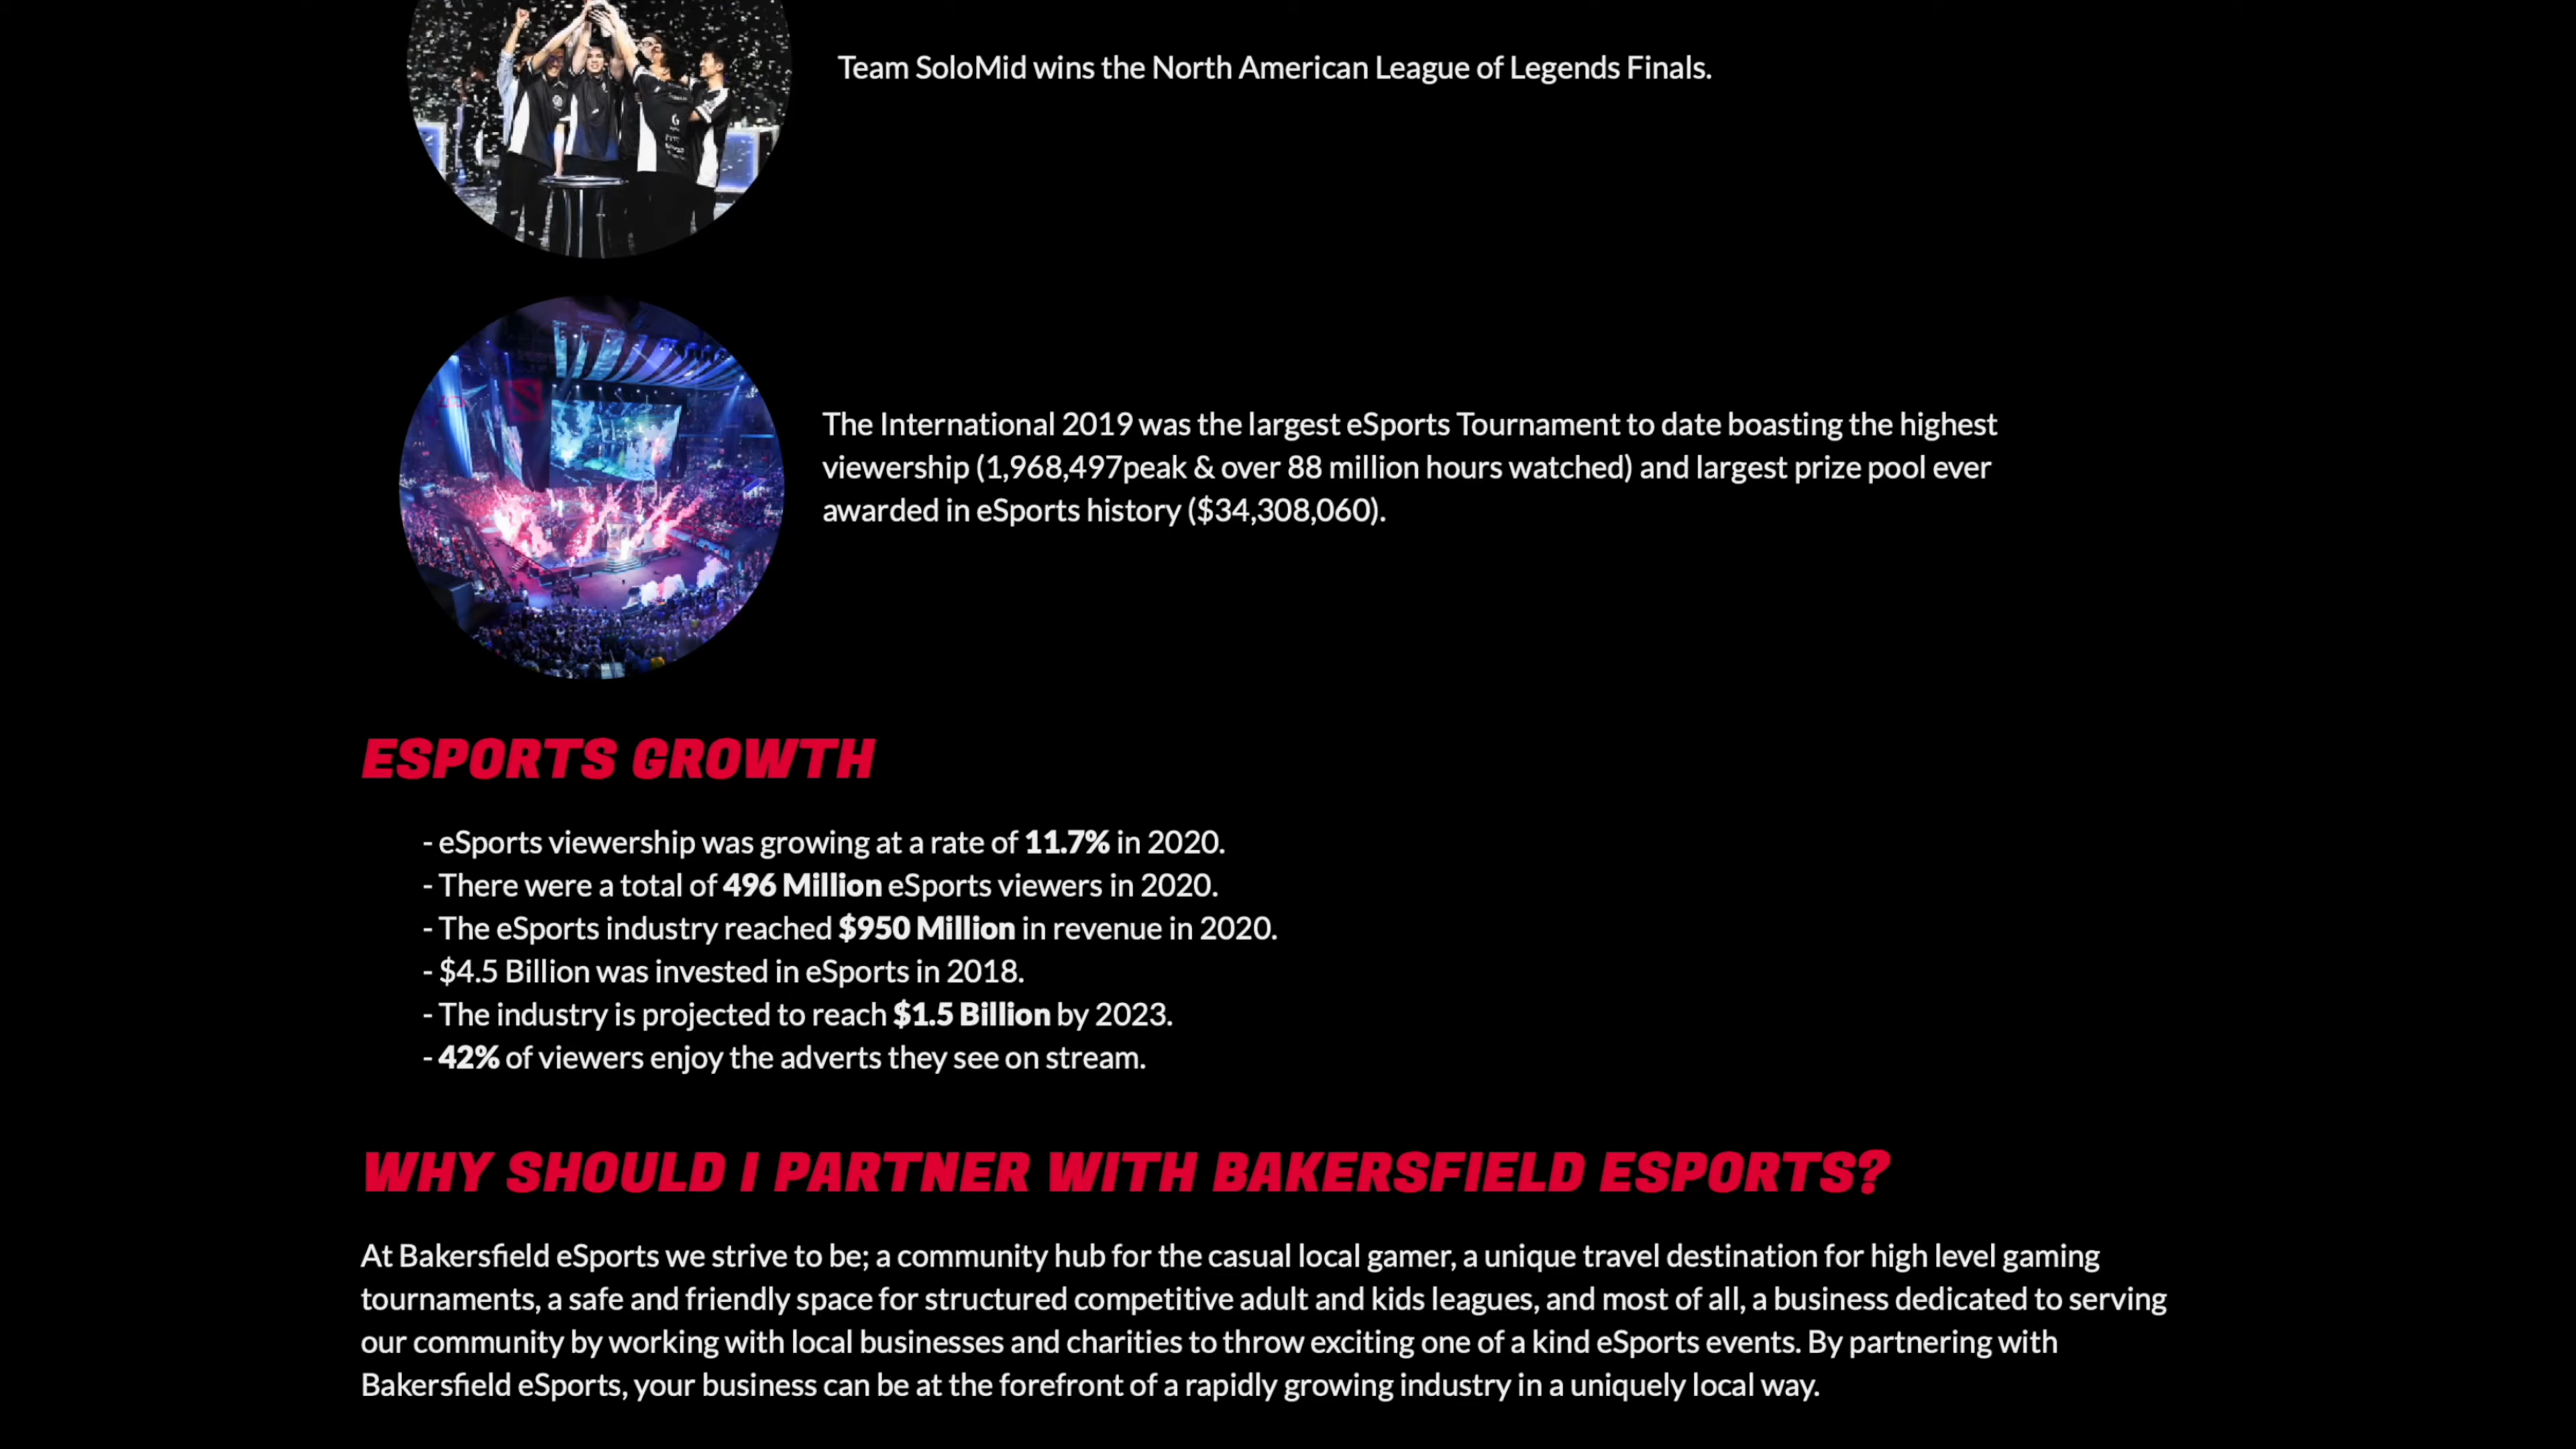 Team SoloMid wins the North American League of Legends Finals.
The International 2019 was the largest eSports Tournament to date boasting the highest
viewership (1,968,497peak & over 88 million hours watched) and largest prize pool ever
awarded in eSports history ($34,308,060).
ESPORTS GROWTH
- eSports viewership was growing at a rate of 11.7% in 2020.
- There were a total of 496 Million eSports viewers in 2020.
- The eSports industry reached $950 Million in revenue in 2020.
- $4.5 Billion was invested in eSports in 2018.
- The industry is projected to reach $1.5 Billion by 2023.
- 42% of viewers enjoy the adverts they see on stream.
WHY SHOULD I PARTNER WITH BAKERSFIELD ESPORTS?
At Bakersfield eSports we strive to be; a community hub for the casual local gamer, a unique travel destination for high level gaming
tournaments, a safe and friendly space for structured competitive adult and kids leagues, and most of all, a business dedicated to serving
our community by working with local businesses and charities to throw exciting one of a kind eSports events. By partnering with
Bakersfield eSports, your business can be at the forefront of a rapidly growing industry in a uniquely local way.